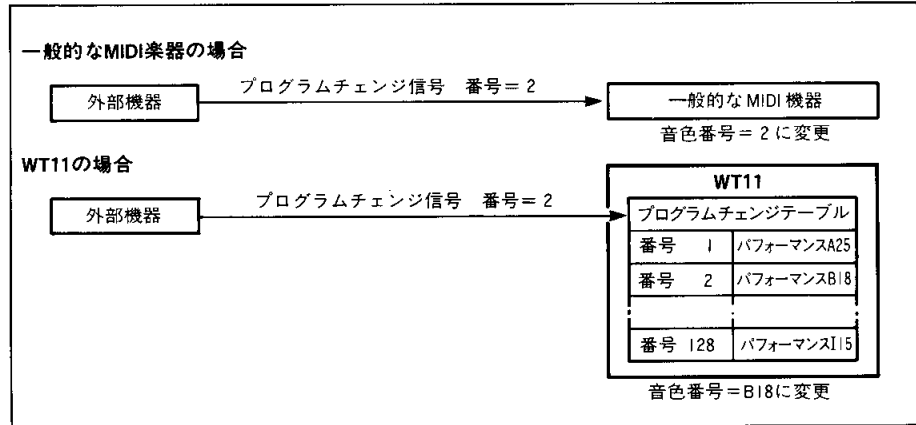 一般的なMIDI楽器の場合
外部機器
プログラムチェンジ信号 番号＝2
一般的なMIDI機器
音色番号＝2に変更
WT11の場合
外部機器
プログラムチェンジ信号 番号＝2
WT11
プログラムチェンジテーブル
番号 1 パフォーマンスA25
番号 2 パフォーマンスB18
番号 128 パフォーマンスI15
音色番号＝B18に変更